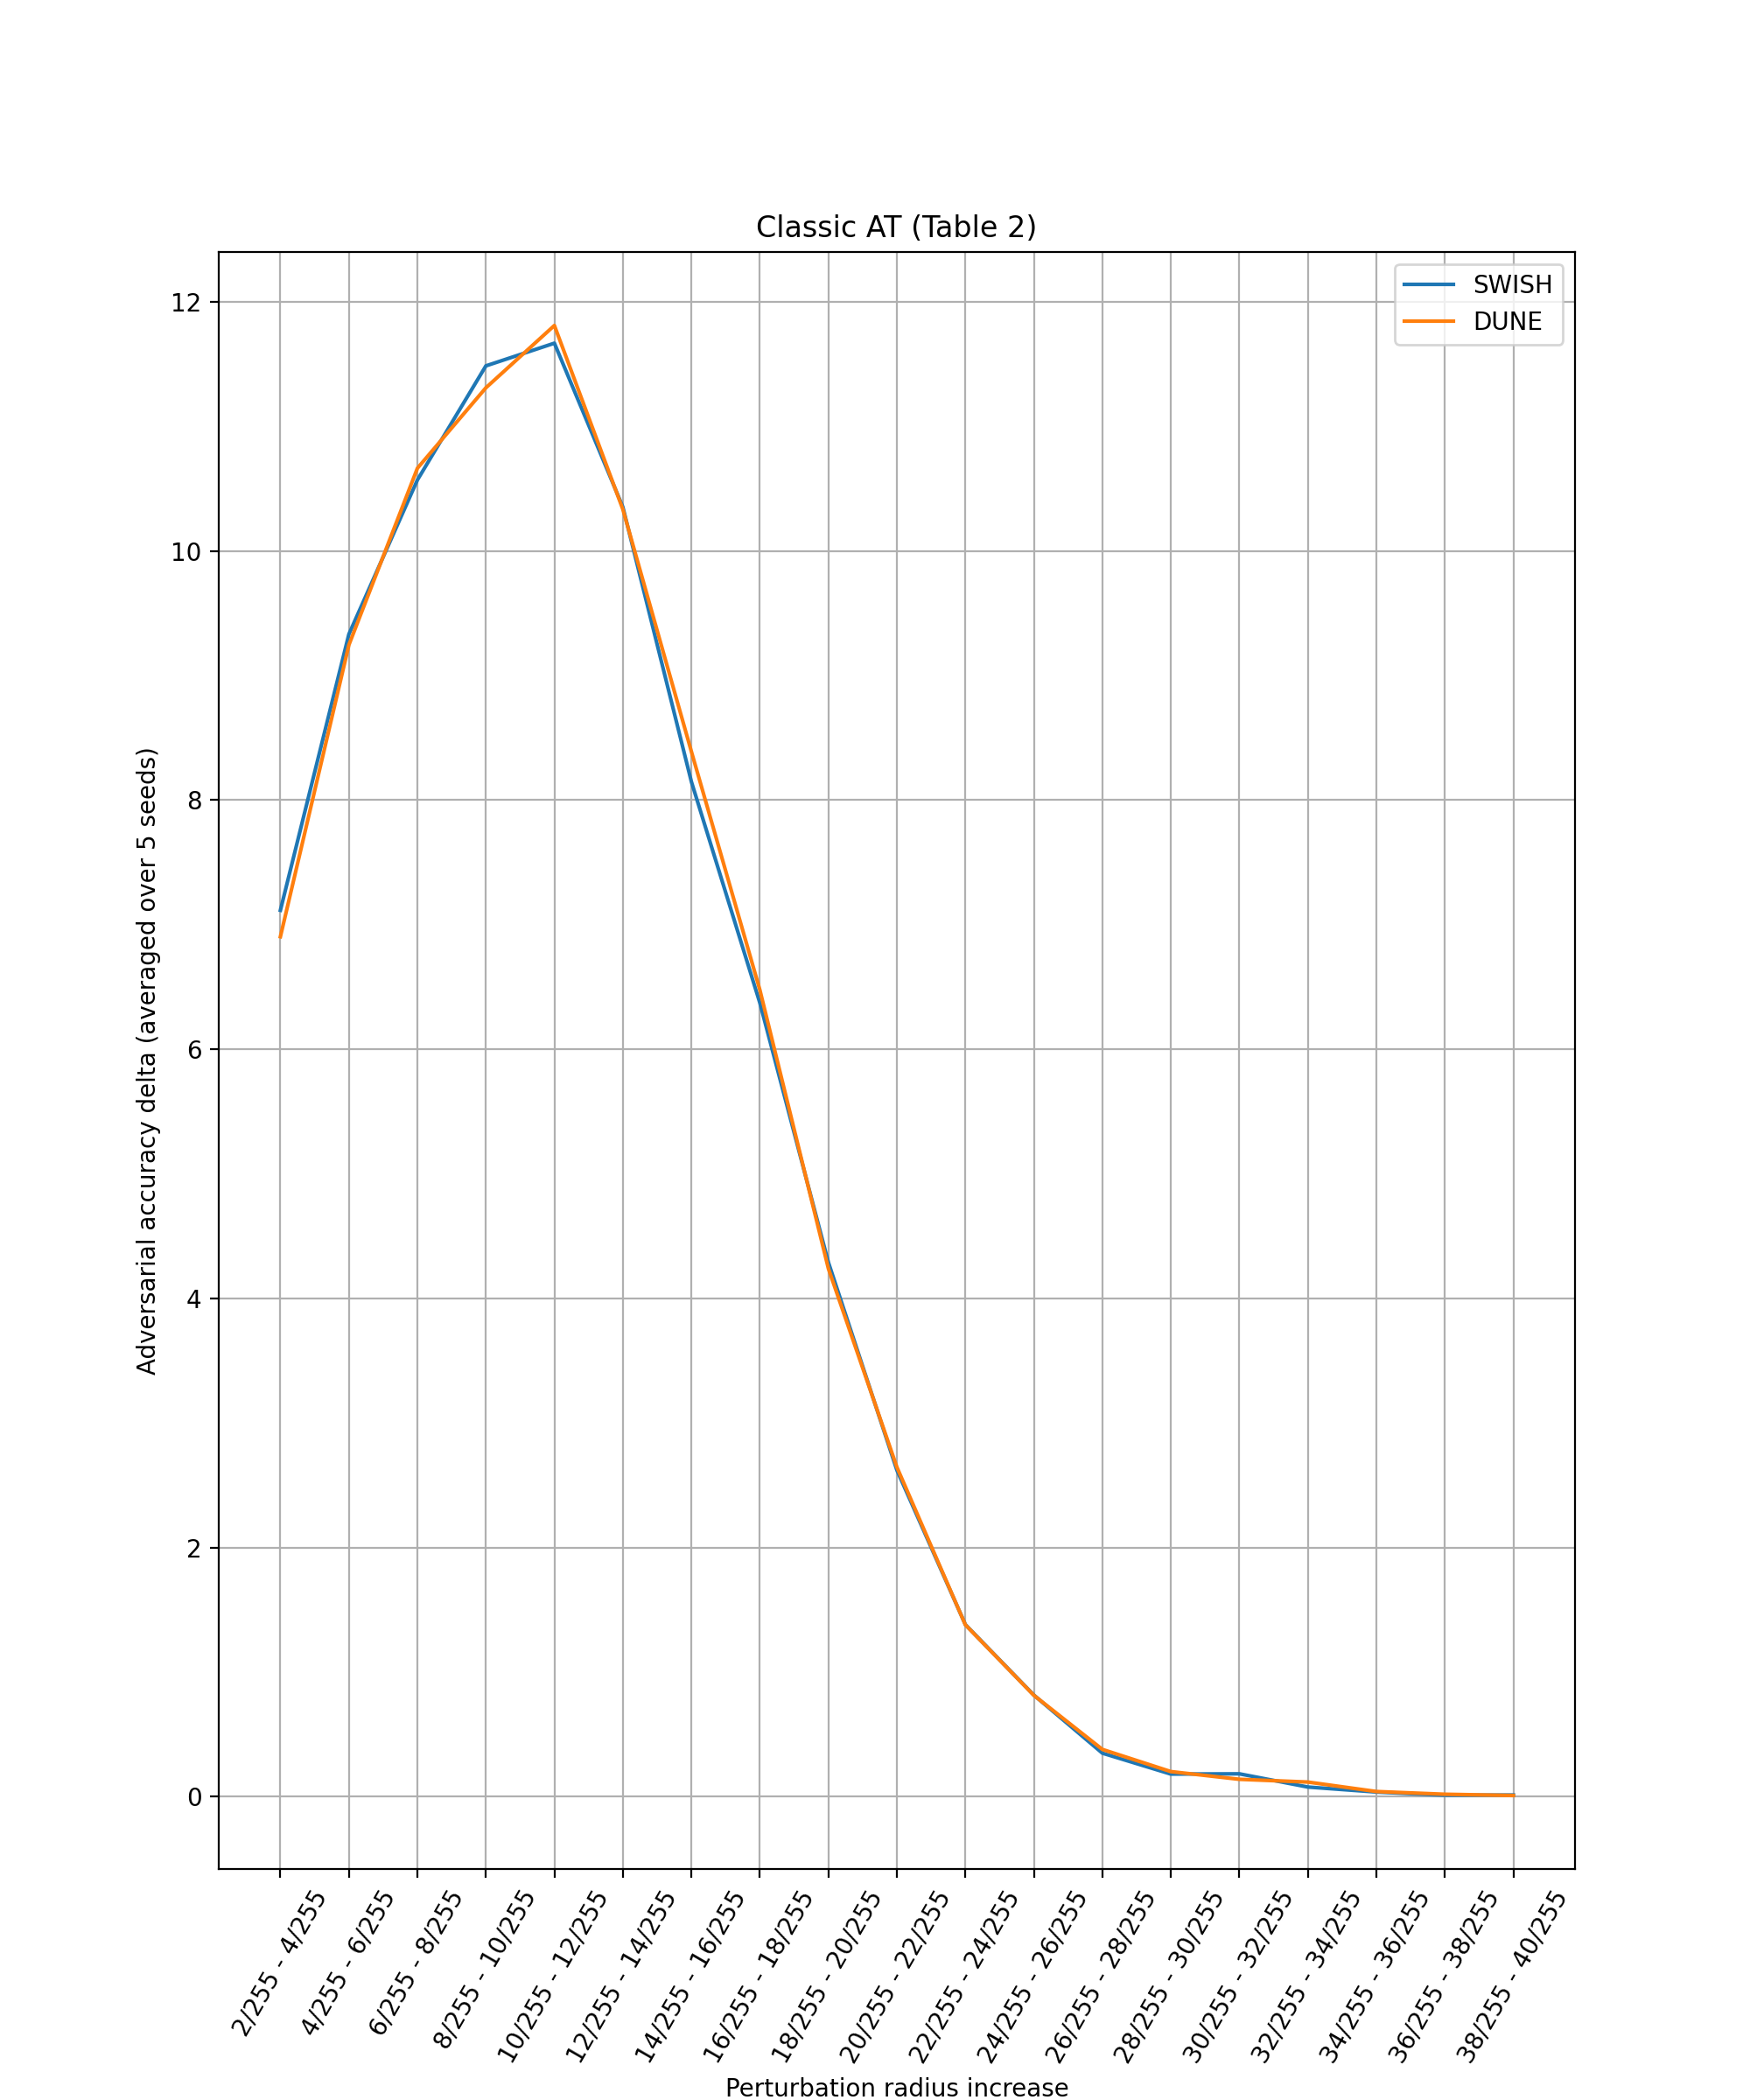 Classic AT (Table 2)
SWISH
DUNE
12
10
8
6
4
2
0
Adversarial accuracy delta (averaged over 5 seeds)
2/255 - 4/255
4/255 - 6/255
6/255 - 8/255
8/255 - 10/255
10/255 - 12/255
12/255 - 14/255
14/255 - 16/255
16/255 - 18/255
18/255 - 20/255
20/255 - 22/255
22/255 - 24/255
24/255 - 26/255
26/255 - 28/255
28/255 - 30/255
30/255 - 32/255
32/255 - 34/255
34/255 - 36/255
36/255 - 38/255
38/255 - 40/255
Perturbation radius increase